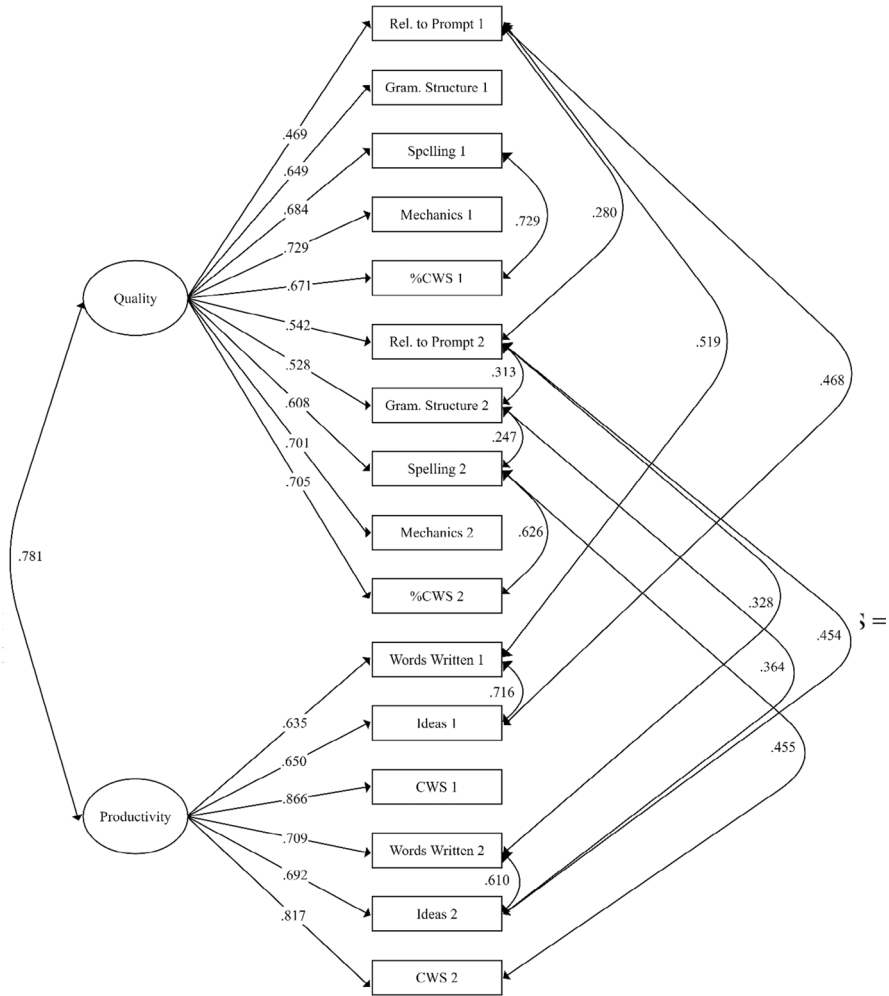 Rel. to Prompt 1
Gram. Structure 1
.469
Spelling 1
.649
.684
Mechanics 1
.729
.280
.729
%CWS 1
.671
Quality
.542
Rel. to Prompt 2
.519
.528
.313
.468
.608
Gram. Structure 2
.701
.247
Spelling 2
.705
Mechanics 2
.626
.781
%CWS 2
.328
S =
.454
Words Written 1
.364
.716
.635
Ideas 1
.455
.650
CWS 1
.866
Productivity
.709
Words Written 2
.692
.610
.817
Ideas 2
CWS 2